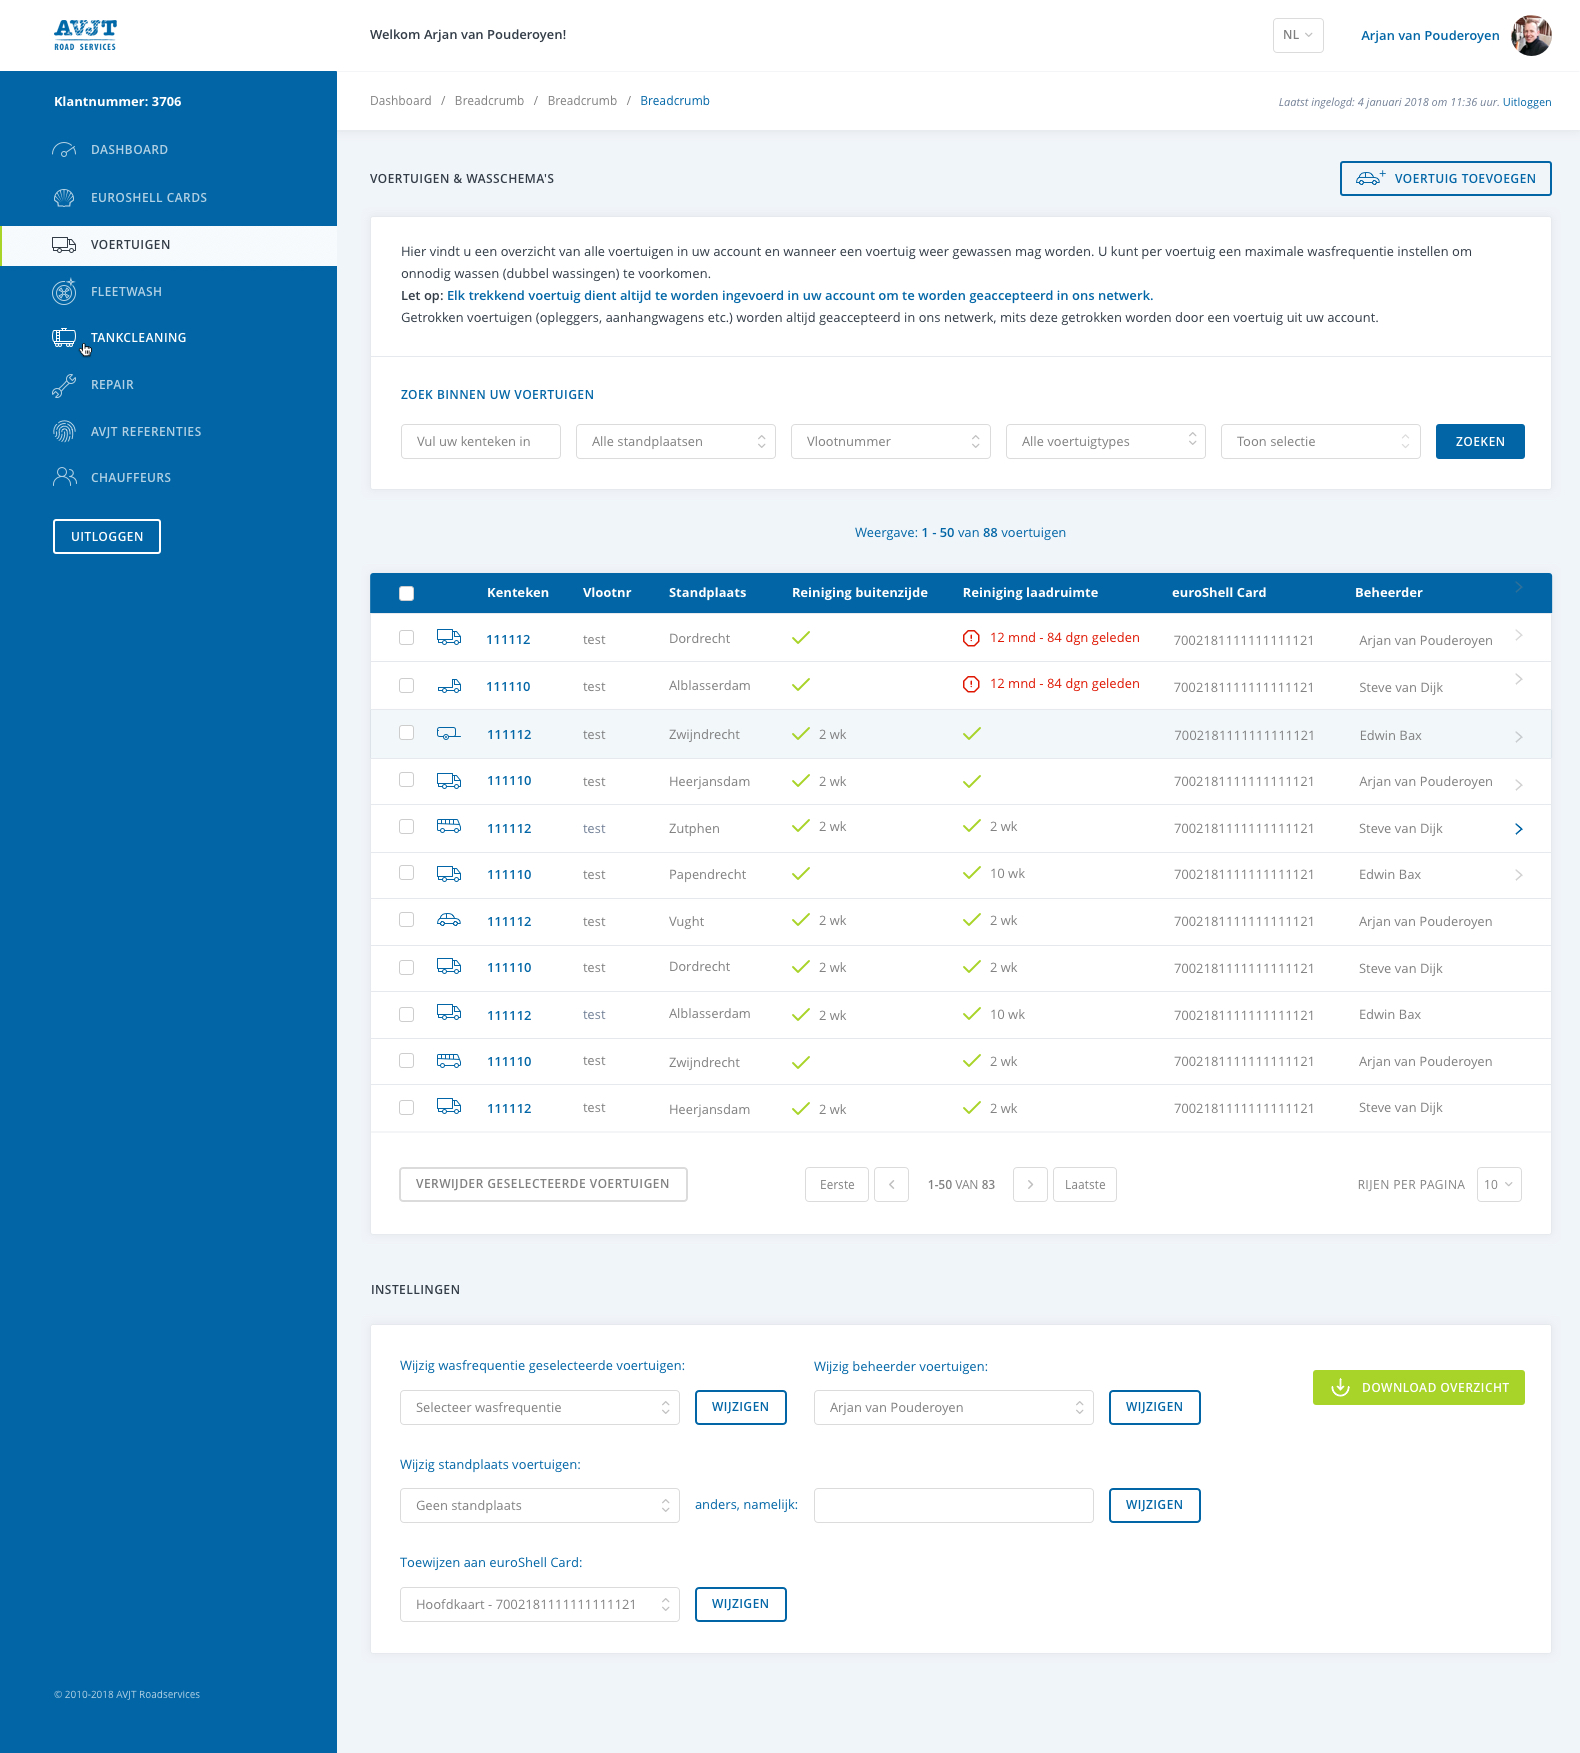 AVJT
ROAD SERVICES
Welkom Arjan van Pouderoyen!
NL
Arjan van Pouderoyen
Klantnummer: 3706
DASHBOARD
EUROSHELL CARDS
VOERTUIGEN
FLEETWASH
TANKCLEANING
REPAIR
AVJT REFERENTIES
CHAUFFEURS
UITLOGGEN
© 2010-2018 AVJT Roadservices
Dashboard / Breadcrumb / Breadcrumb / Breadcrumb
Laatst ingelogd: 4 januari 2018 om 11:36 uur. Uitloggen
VOERTUIGEN & WASSCHEMA'S
VOERTUIG TOEVOEGEN
Hier vindt u een overzicht van alle voertuigen in uw account en wanneer een voertuig weer gewassen mag worden. U kunt per voertuig een maximale wasfrequentie instellen om
onnodig wassen (dubbel wassingen) te voorkomen.
Let op: Elk trekkend voertuig dient altijd te worden ingevoerd in uw account om te worden geaccepteerd in ons netwerk.
Getrokken voertuigen (opleggers, aanhangwagens etc.) worden altijd geaccepteerd in ons netwerk, mits deze getrokken worden door een voertuig uit uw account.
ZOEK BINNEN UW VOERTUIGEN
Vul uw kenteken in Alle standplaatsen Vlootnummer Alle voertuigtypes Toon selectie ZOEKEN
Weergave: 1 - 50 van 88 voertuigen
Kenteken Vlootnr Standplaats Reiniging buitenzijde Reiniging laadruimte euroShell Card Beheerder
111112 test Dordrecht 12 mnd - 84 dgn geleden 7002181111111111121 Arjan van Pouderoyen
111110 test Alblasserdam 12 mnd - 84 dgn geleden 7002181111111111121 Steve van Dijk
111112 test Zwijndrecht 2 wk 7002181111111111121 Edwin Bax
111110 test Heerjansdam 2 wk 7002181111111111121 Arjan van Pouderoyen
111112 test Zutphen 2 wk 2 wk 7002181111111111121 Steve van Dijk
111110 test Papendrecht 10 wk 7002181111111111121 Edwin Bax
111112 test Vught 2 wk 2 wk 7002181111111111121 Arjan van Pouderoyen
111110 test Dordrecht 2 wk 2 wk 7002181111111111121 Steve van Dijk
111112 test Alblasserdam 2 wk 10 wk 7002181111111111121 Edwin Bax
111110 test Zwijndrecht 2 wk 7002181111111111121 Arjan van Pouderoyen
111112 test Heerjansdam 2 wk 2 wk 7002181111111111121 Steve van Dijk
VERWIJDER GESELECTEERDE VOERTUIGEN Eerste 1-50 VAN 83 Laatste RIJEN PER PAGINA 10
INSTELLINGEN
Wijzig wasfrequentie geselecteerde voertuigen: Wijzig beheerder voertuigen:
Selecteer wasfrequentie WIJZIGEN Arjan van Pouderoyen WIJZIGEN
DOWNLOAD OVERZICHT
Wijzig standplaats voertuigen:
Geen standplaats anders, namelijk: WIJZIGEN
Toewijzen aan euroShell Card:
Hoofdkaart - 7002181111111111121 WIJZIGEN